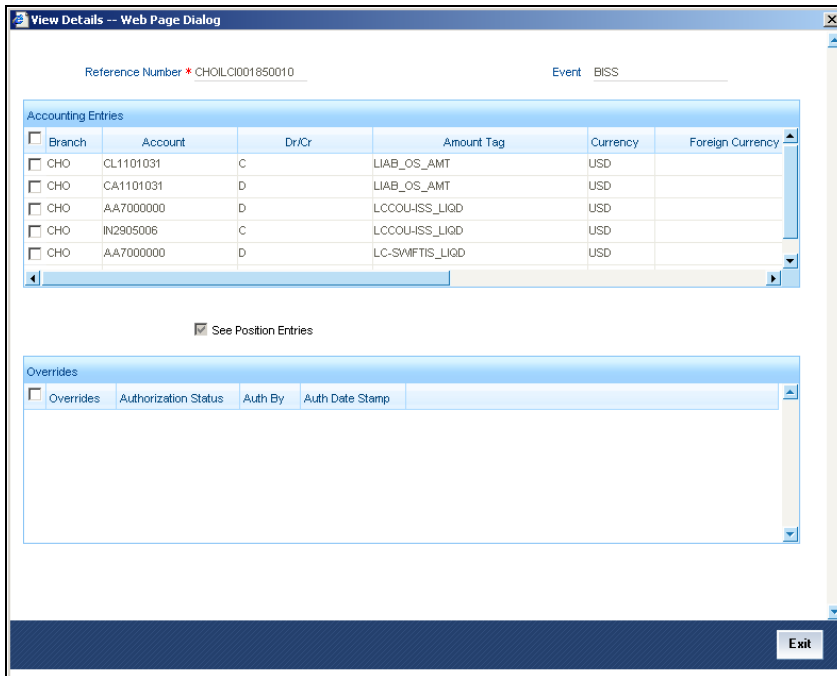 View Details -- Web Page Dialog
Reference Number * CHOILCI001850010 Event BISS
Accounting Entries
Branch Account Dr/Cr Amount Tag Currency Foreign Currency
CHO CL1101031 C LIAB_OS_AMT USD
CHO CA1101031 D LIAB_OS_AMT USD
CHO AA7000000 D LCCOU-ISS_LIQD USD
CHO IN2905006 C LCCOU-ISS_LIQD USD
CHO AA7000000 D LC-SWIFTIS_LIQD USD
See Position Entries
Overrides
Overrides Authorization Status Auth By Auth Date Stamp
Exit